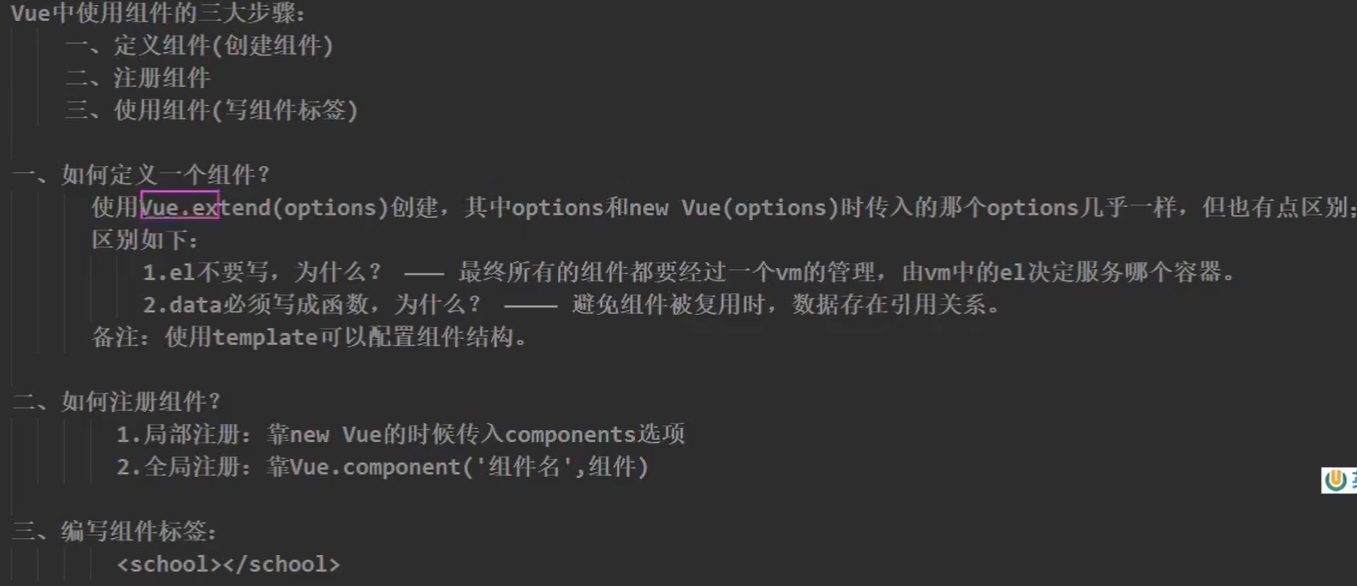 Vue中使用组件的三大步骤:
一、定义组件(创建组件)
二、注册组件
三、使用组件(写组件标签)
一、如何定义一个组件?
使用Vue.extend(options)创建，其中options和new Vue(options)时传入的那个options几乎一样，但也有点区别;
区别如下:
1.el不要写，为什么? ——— 最终所有的组件都要经过一个vm的管理，由vm中的el决定服务哪个容器。
2.data必须写成函数，为什么? ———— 避免组件被复用时，数据存在引用关系。
备注: 使用template可以配置组件结构。
二、如何注册组件?
1.局部注册: 靠new Vue的时候传入components选项
2.全局注册: 靠Vue.component('组件名',组件)
三、编写组件标签:
<school></school>